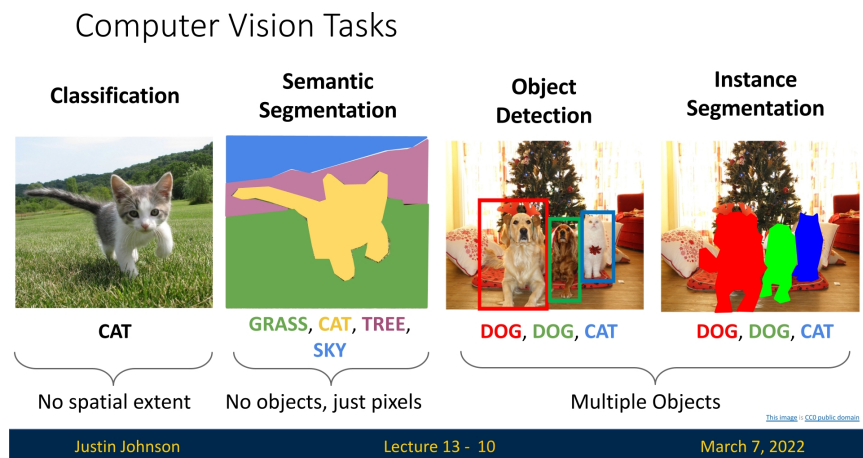 Computer Vision Tasks
Classification
Semantic
Segmentation
Object
Detection
Instance
Segmentation
CAT
GRASS, CAT, TREE,
SKY
DOG, DOG, CAT
DOG, DOG, CAT
No spatial extent
No objects, just pixels
Multiple Objects
This image is CC0 public domain
Justin Johnson
Lecture 13 - 10
March 7, 2022